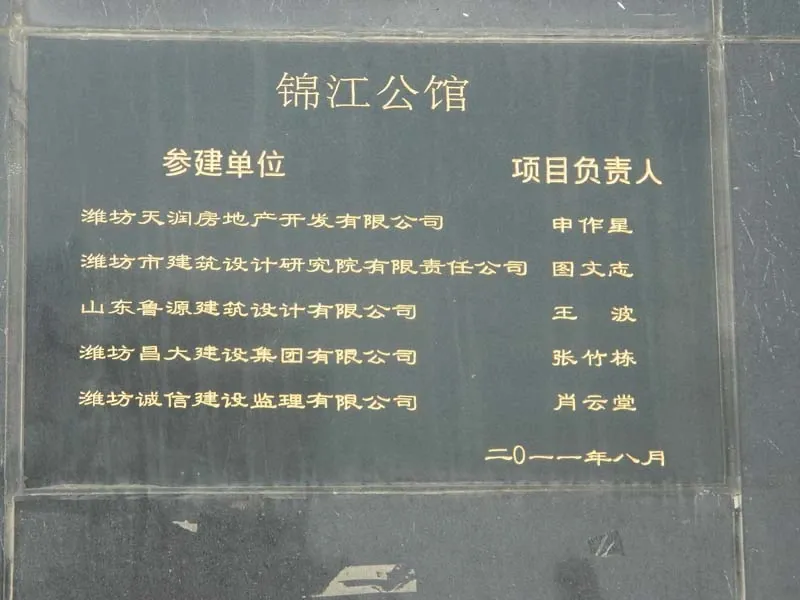 锦江公馆
参建单位 项目负责人
潍坊天润房地产开发有限公司 申作星
潍坊市建筑设计研究院有限责任公司 图文志
山东鲁源建筑设计有限公司 王 波
潍坊昌大建设集团有限公司 张竹栋
潍坊诚信建设监理有限公司 肖云堂
二〇一一年八月